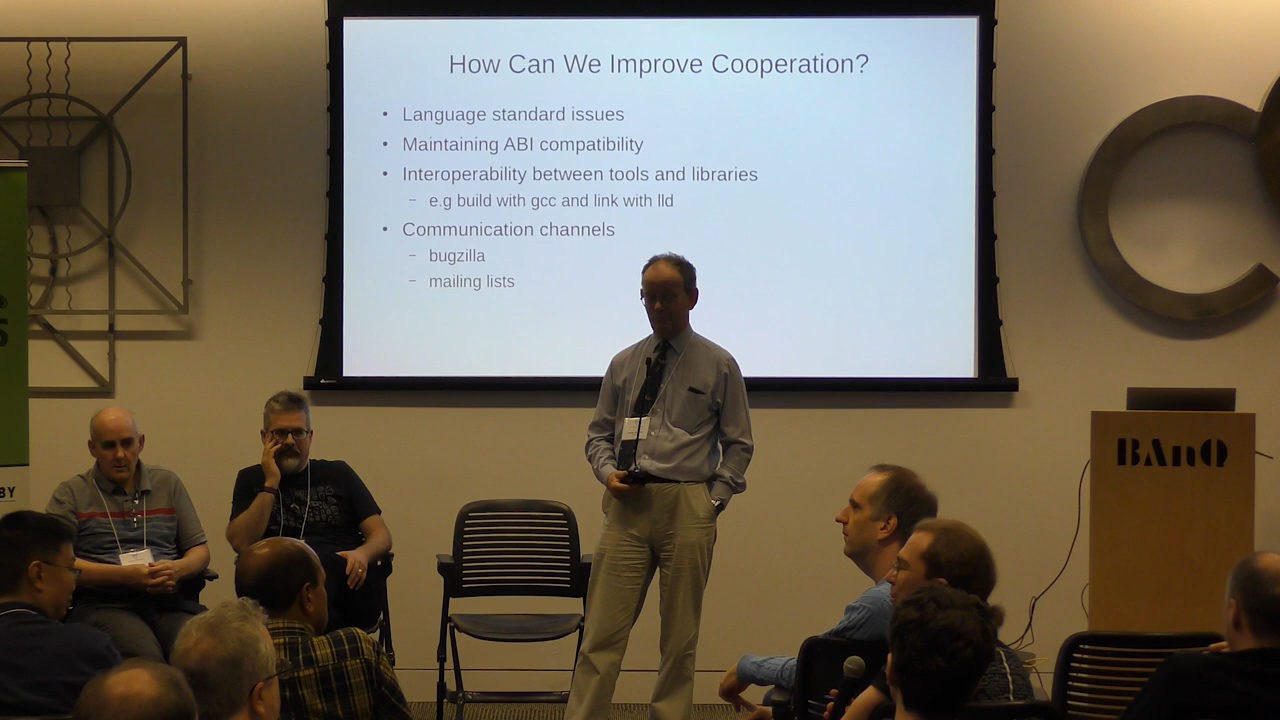 How Can We Improve Cooperation?
• Language standard issues
• Maintaining ABI compatibility
• Interoperability between tools and libraries
– e.g build with gcc and link with lld
• Communication channels
– bugzilla
– mailing lists
S
BY
BAnQ